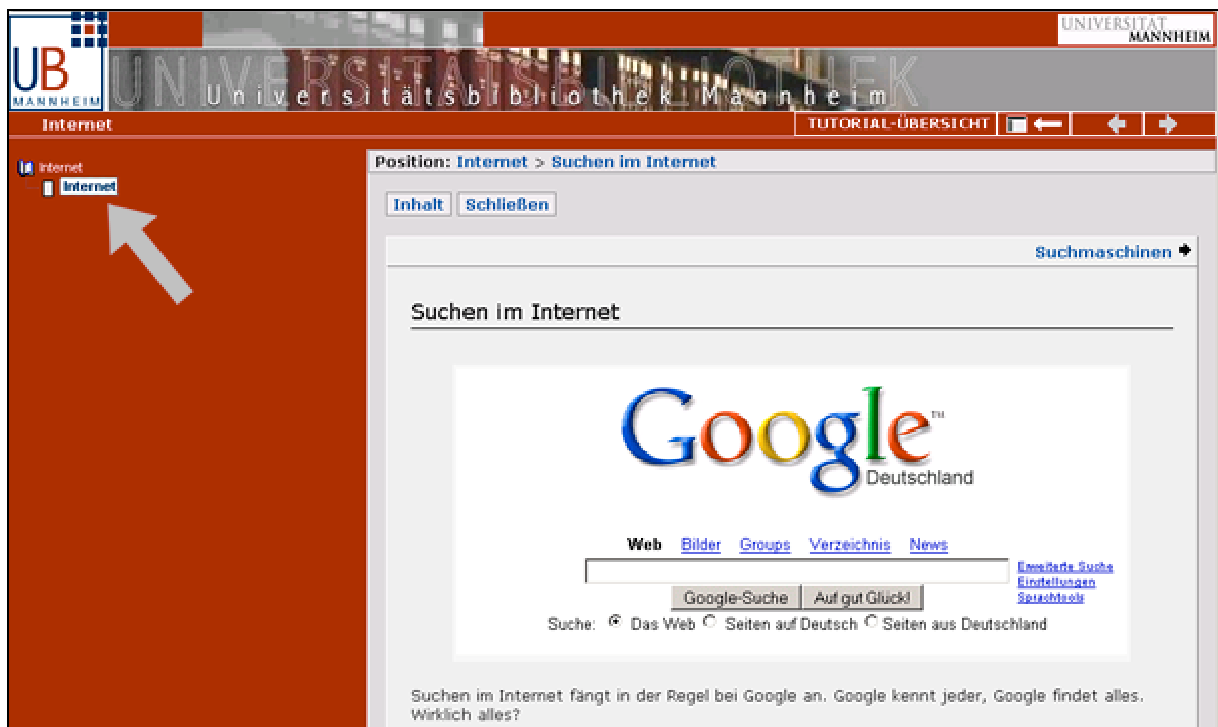 UNIVERSITÄT
MANNHEIM
UB
MANNHEIM
UNIVERSITÄTSBIBLIOTHEK
Universitätsbibliothek Mannheim
Internet
TUTORIAL-ÜBERSICHT
Internet
Internet
Position: Internet > Suchen im Internet
Inhalt Schließen
Suchmaschinen
Suchen im Internet
Google™
Deutschland
Web Bilder Groups Verzeichnis News
Erweiterte Suche
Einstellungen
Sprachtools
Google-Suche Auf gut Glück!
Suche: Das Web Seiten auf Deutsch Seiten aus Deutschland
Suchen im Internet fängt in der Regel bei Google an. Google kennt jeder, Google findet alles.
Wirklich alles?